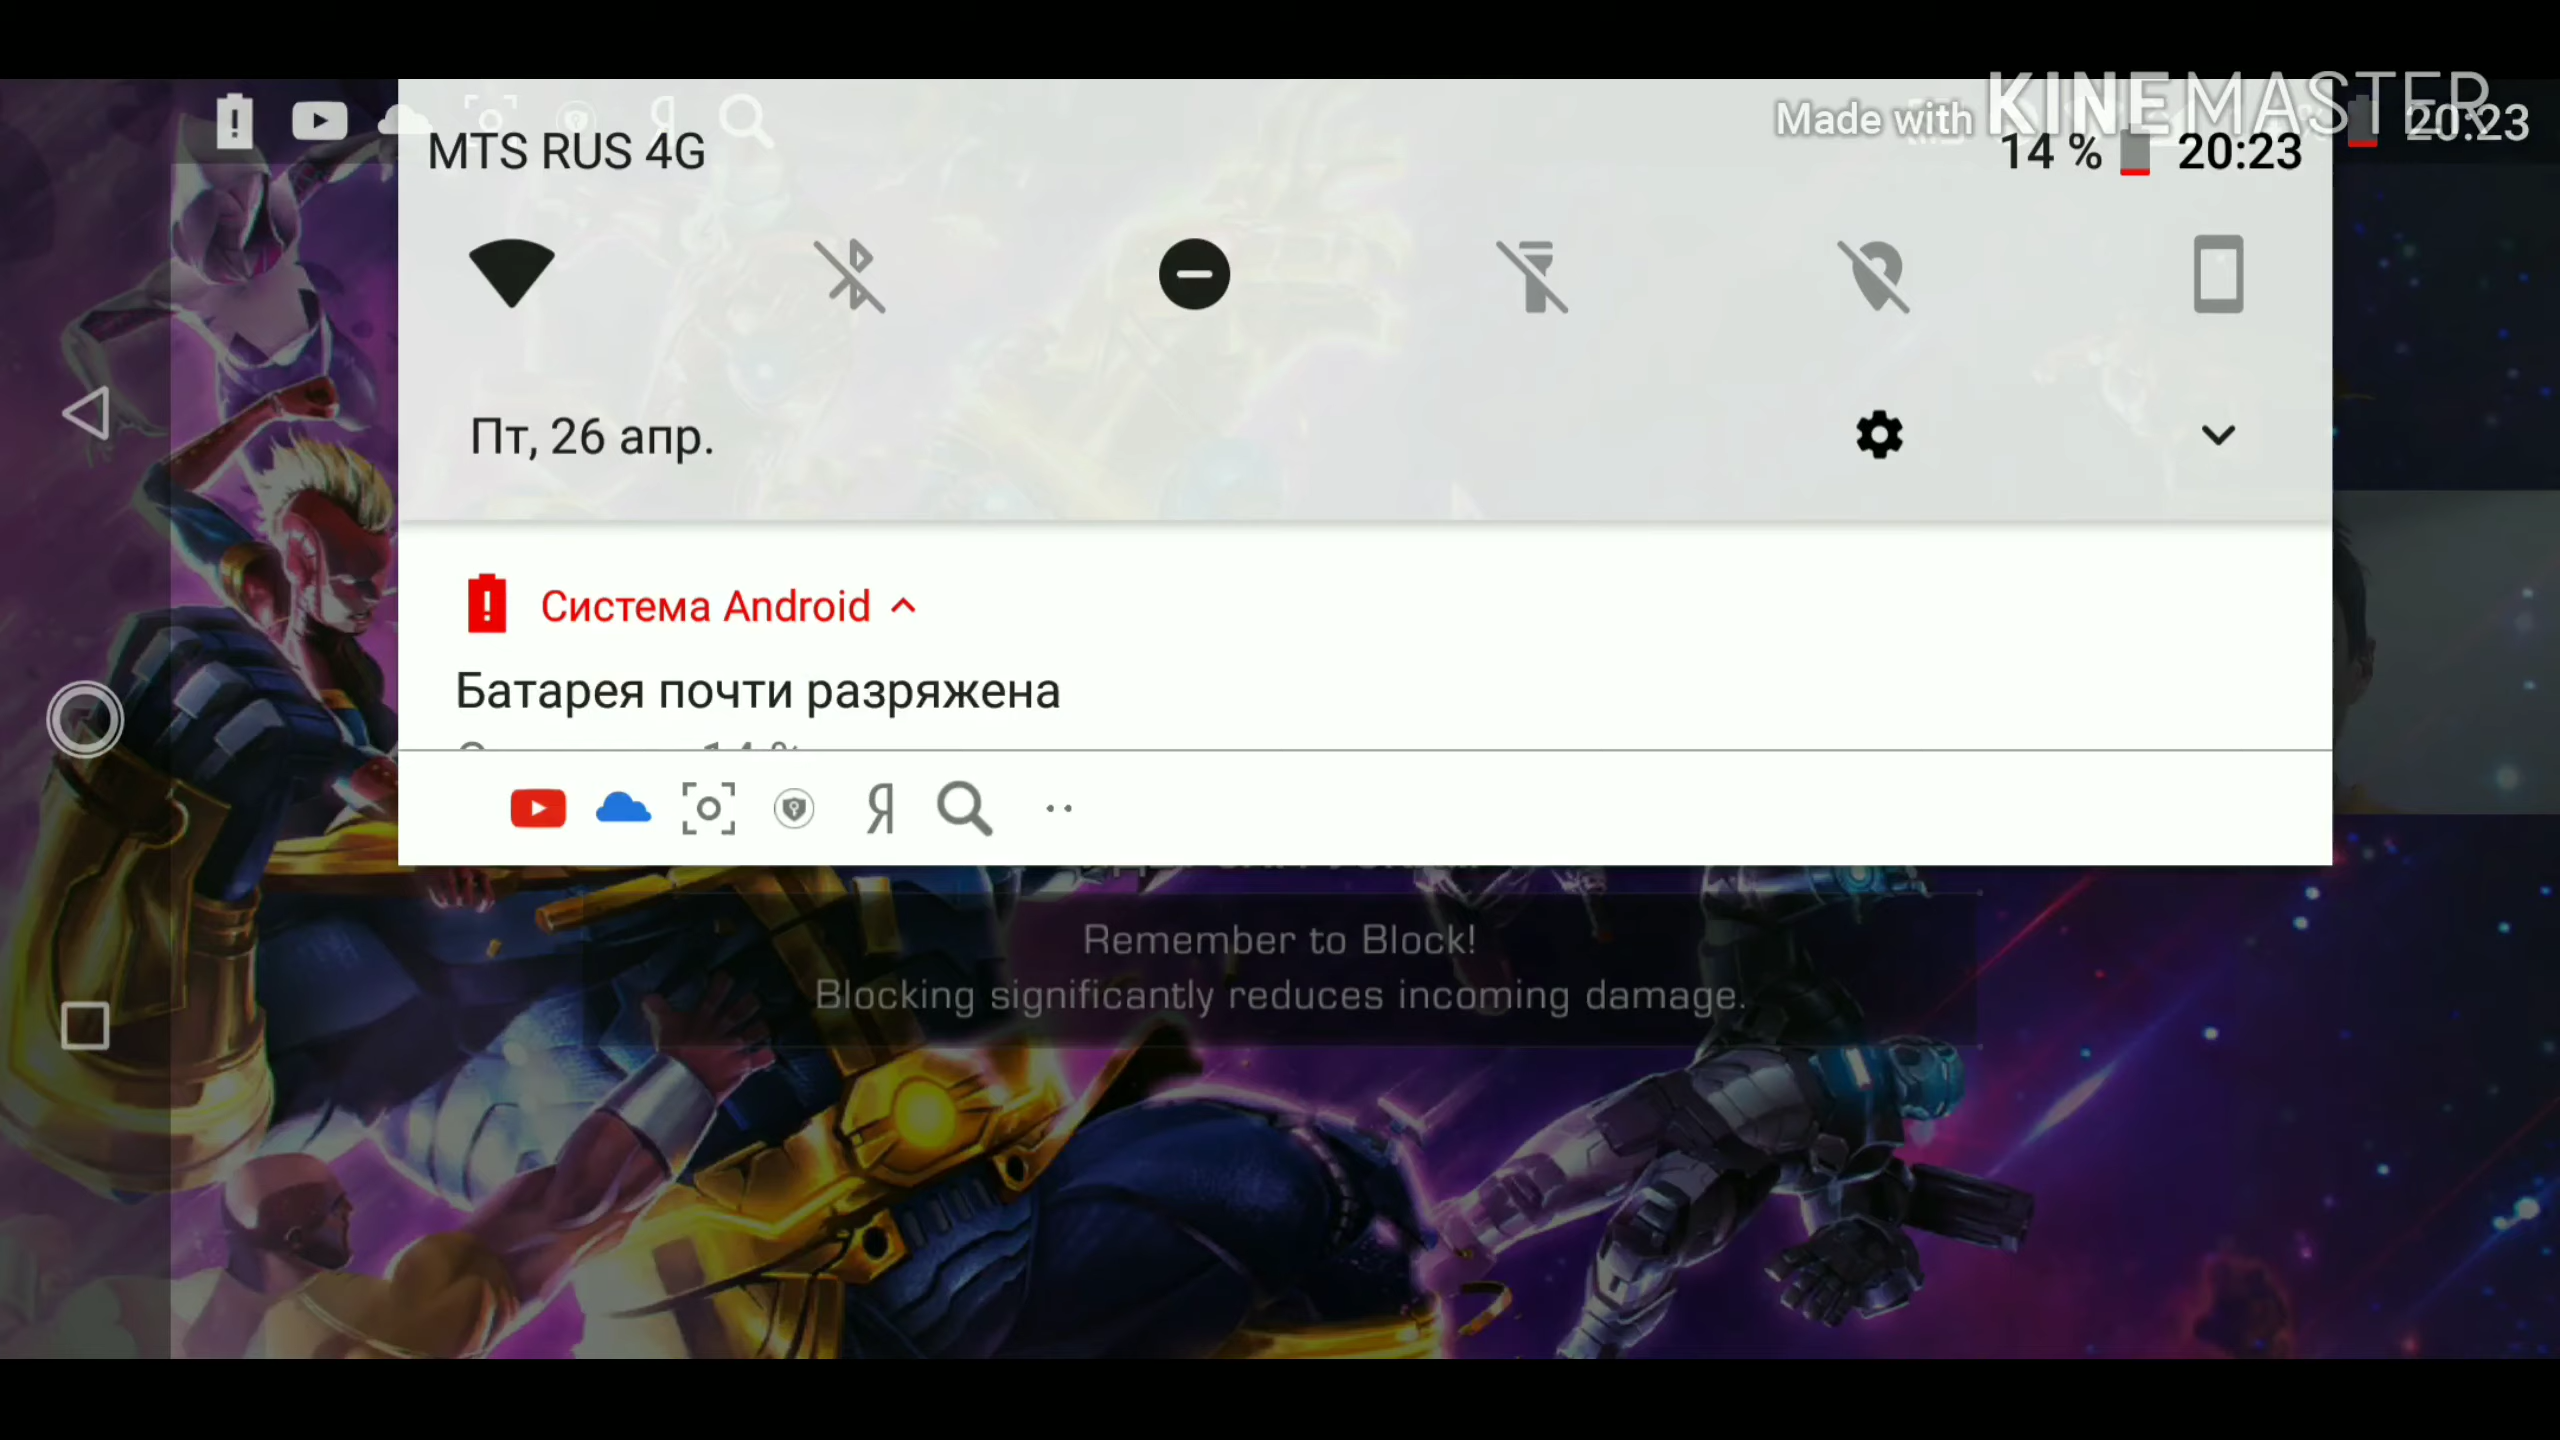 Made with KINEMASTER
20:23
MTS RUS 4G
14 % 20:23
Пт, 26 апр.
Система Android
Батарея почти разряжена
14 %
Я
Remember to Block!
Blocking significantly reduces incoming damage.